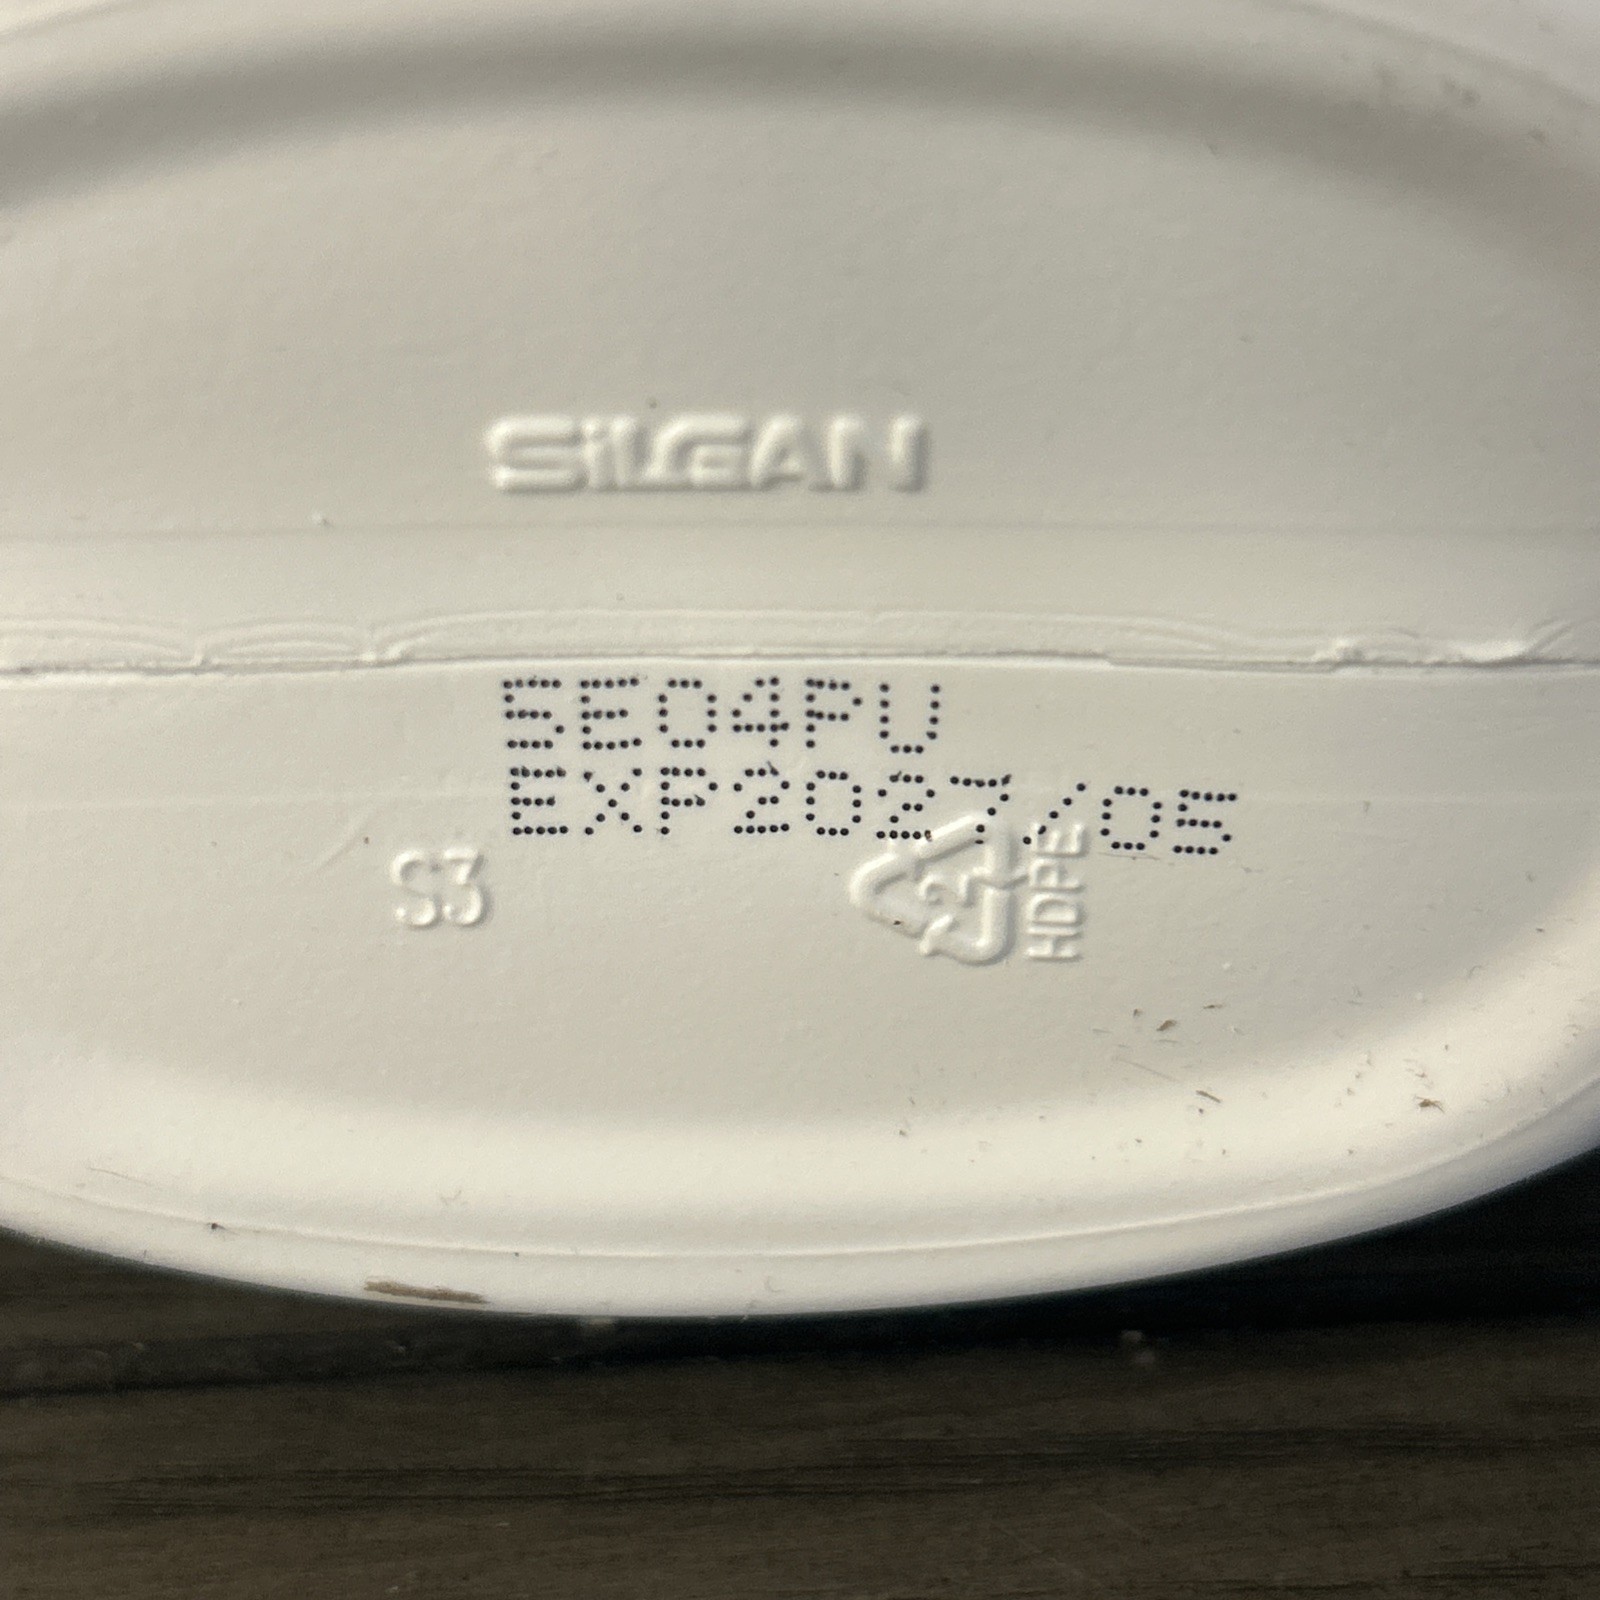 SiLGAN
5E04PU
EXP2027/05
S3
2
HDPE